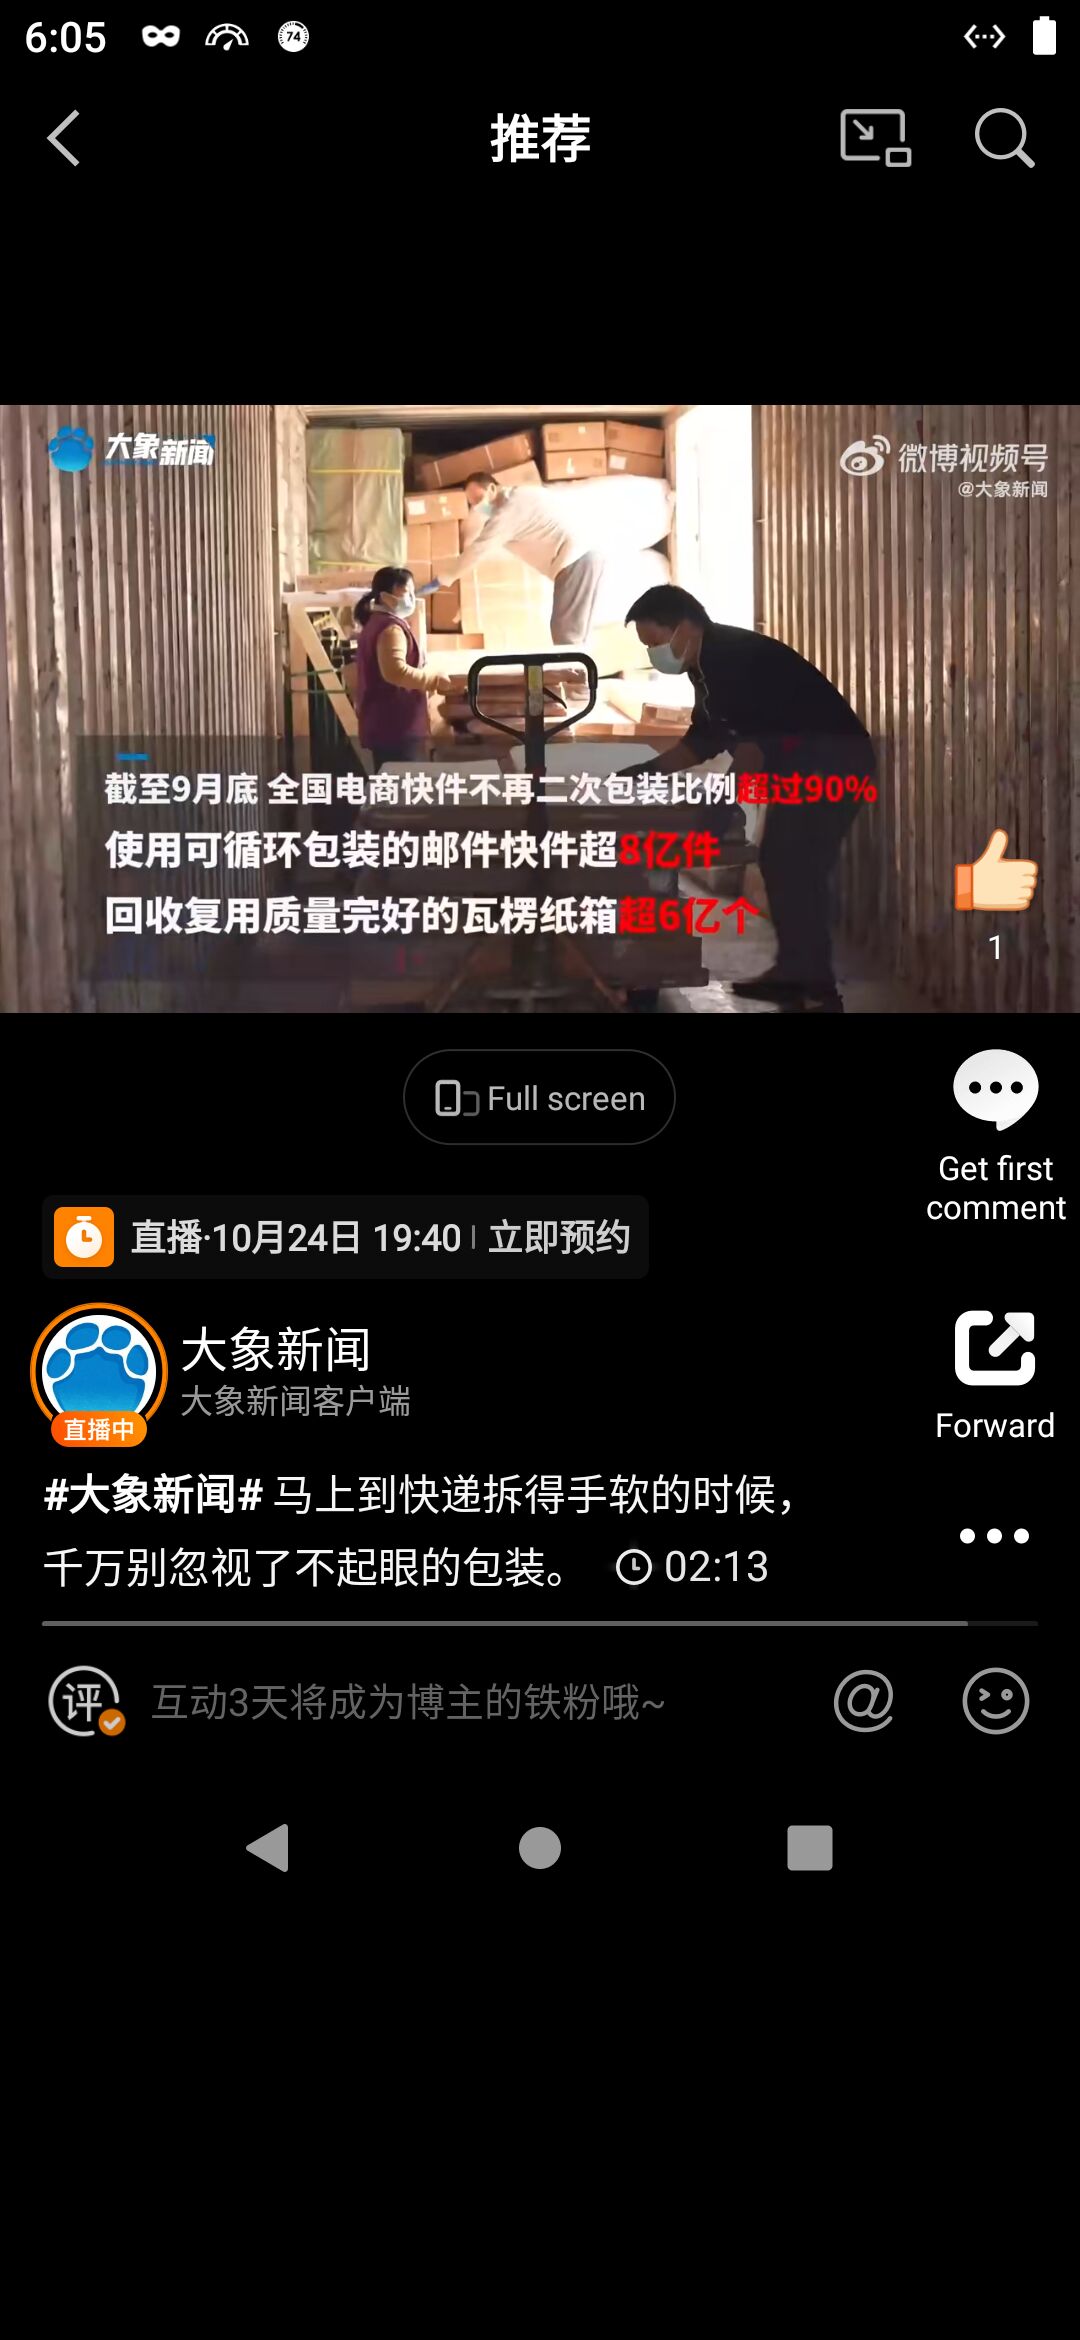 6:05
74
推荐
大象新闻
微博视频号
@大象新闻
截至9月底 全国电商快件不再二次包装比例超过90%
使用可循环包装的邮件快件超8亿件
回收复用质量完好的瓦楞纸箱超6亿个
1
Full screen
Get first
comment
直播·10月24日 19:40 | 立即预约
大象新闻
大象新闻客户端
直播中
Forward
#大象新闻# 马上到快递拆得手软的时候，
千万别忽视了不起眼的包装。 02:13
评 互动3天将成为博主的铁粉哦~ @